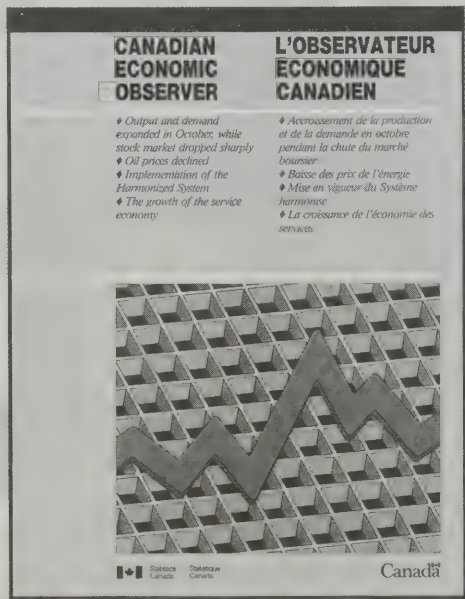 CANADIAN
ECONOMIC
OBSERVER
♦ Output and demand
expanded in October, while
stock market dropped sharply
♦ Oil prices declined
♦ Implementation of the
Harmonized System
♦ The growth of the service
economy
L'OBSERVATEUR
ÉCONOMIQUE
CANADIEN
♦ Accroissement de la production
et de la demande en octobre
pendant la chute du marché
boursier
♦ Baisse des prix de l'énergie
♦ Mise en vigueur du Système
harmonisé
♦ La croissance de l'économie des
services
Statistics
Canada
Statistique
Canada
Canada